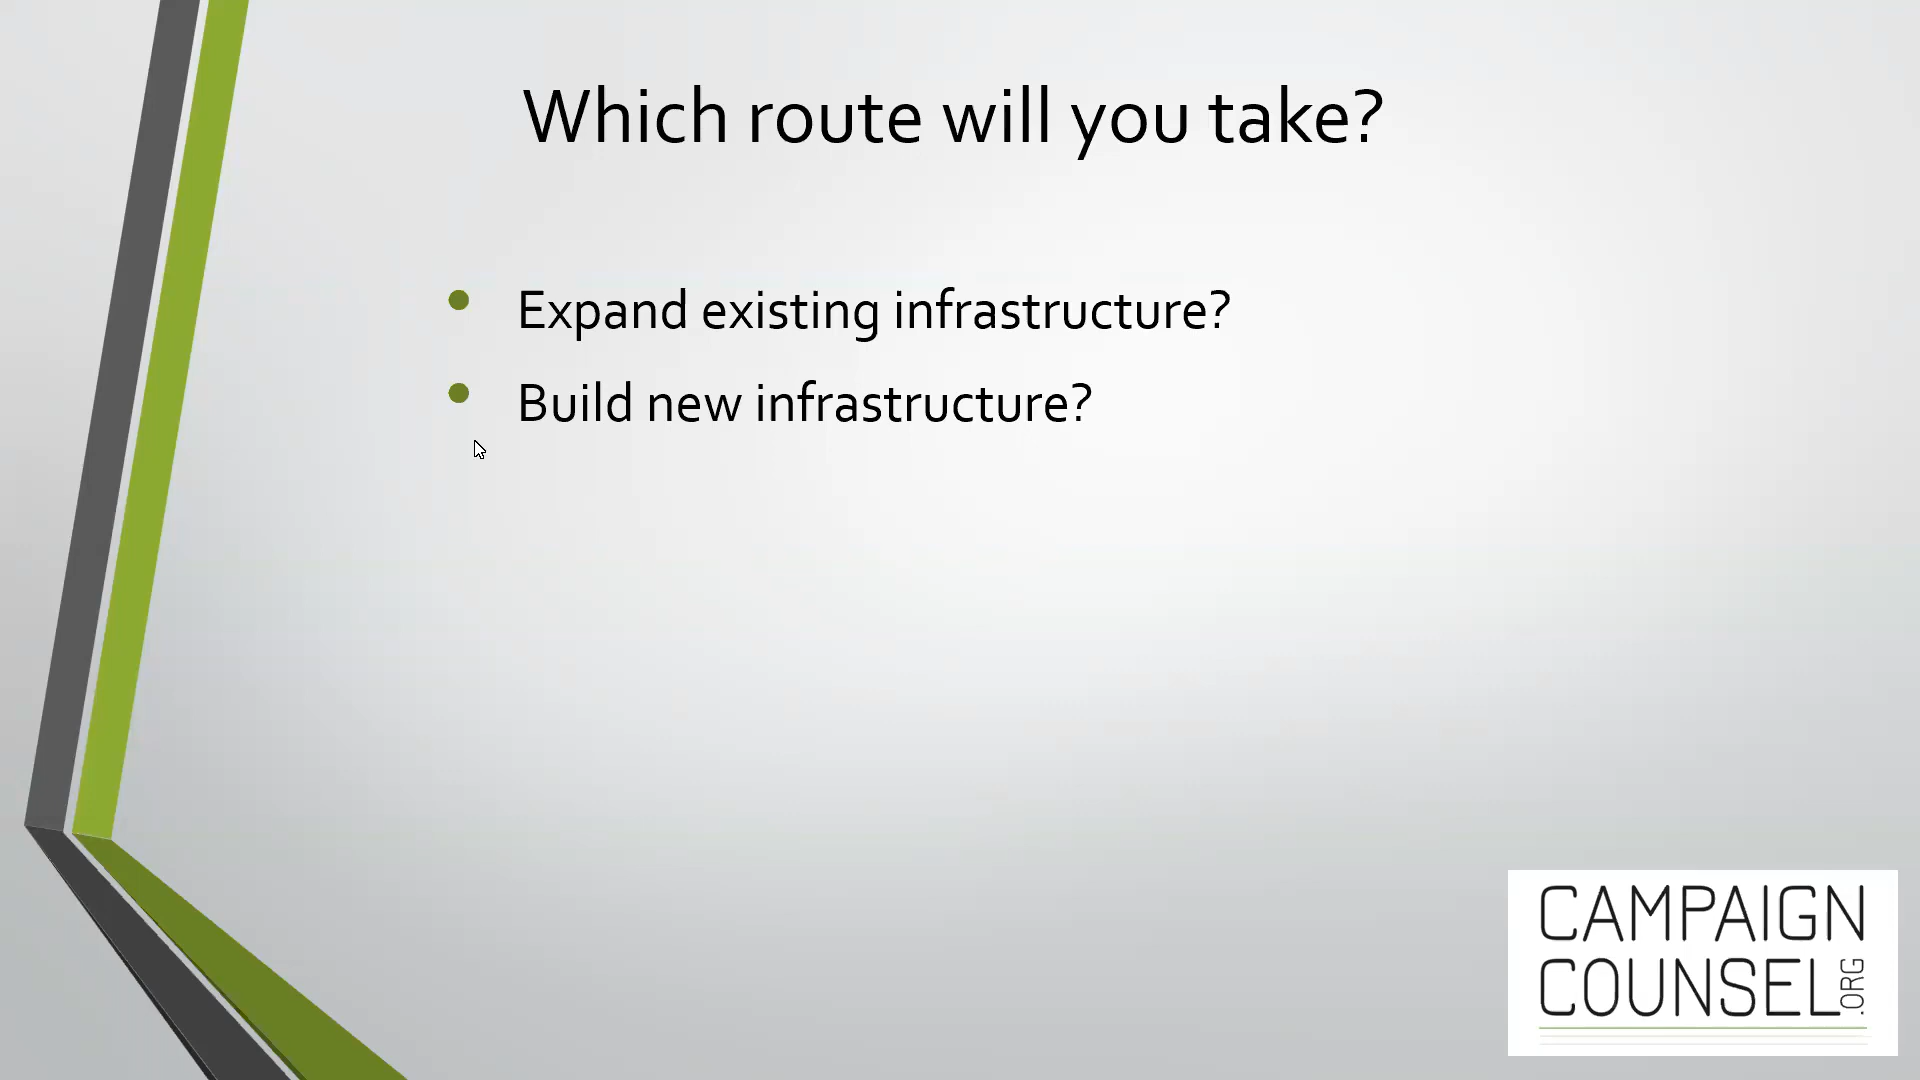 Which route will you take?
Expand existing infrastructure?
Build new infrastructure?
CAMPAIGN
COUNSEL.ORG